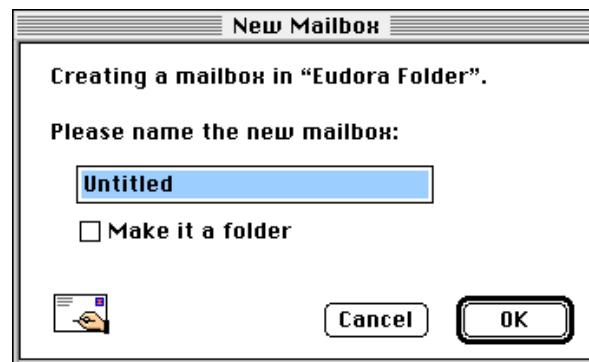 New Mailbox
Creating a mailbox in “Eudora Folder”.
Please name the new mailbox:
Untitled
Make it a folder
Cancel OK